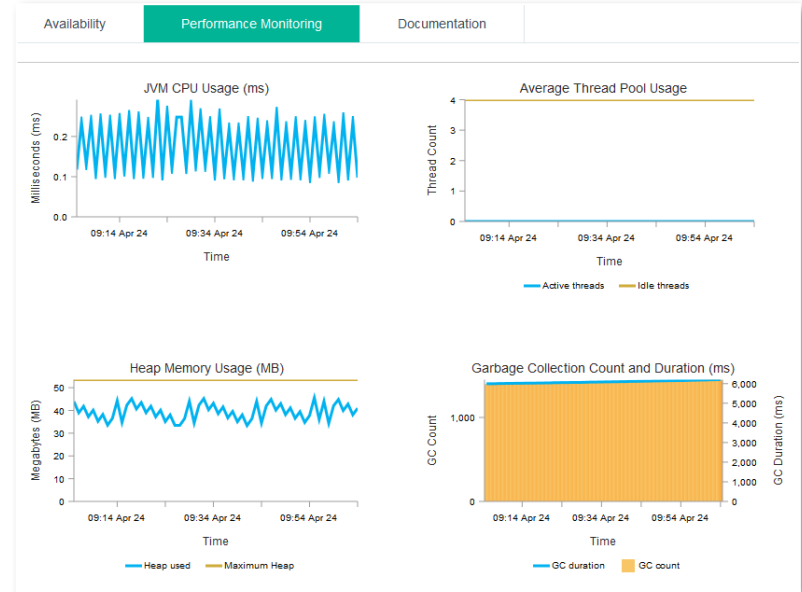 Availability
Performance Monitoring
Documentation
JVM CPU Usage (ms)
Milliseconds (ms)
0.2
0.1
0.0
09:14 Apr 24
09:34 Apr 24
09:54 Apr 24
Time
Average Thread Pool Usage
Thread Count
4
3
2
1
0
09:14 Apr 24
09:34 Apr 24
09:54 Apr 24
Time
Active threads
Idle threads
Heap Memory Usage (MB)
Megabytes (MB)
50
40
30
20
10
0
09:14 Apr 24
09:34 Apr 24
09:54 Apr 24
Time
Heap used
Maximum Heap
Garbage Collection Count and Duration (ms)
GC Count
1,000
0
6,000
5,000
4,000
3,000
2,000
1,000
0
GC Duration (ms)
09:14 Apr 24
09:34 Apr 24
09:54 Apr 24
Time
GC duration
GC count